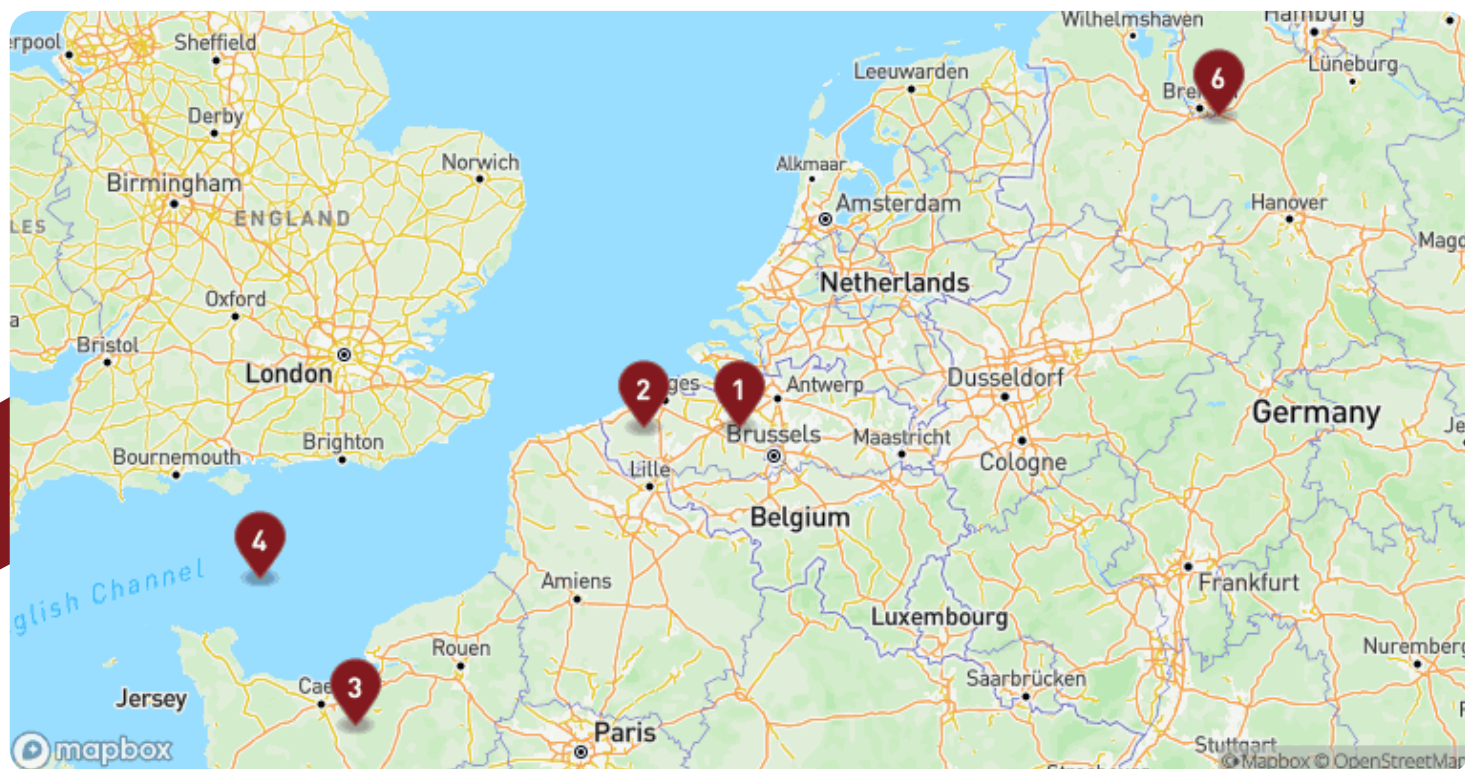 erpool
Sheffield
Wilhelmshaven
Hamburg
Lüneburg
Leeuwarden
6
Bre
Derby
Norwich
Alkmaar
Birmingham
ENGLAND
Amsterdam
Hanover
LES
Magd
Netherlands
Oxford
a
Bristol
London
2
ges
1
Antwerp
Dusseldorf
Germany
Je
Brighton
Brussels
Maastricht
Bournemouth
Lille
Cologne
Belgium
4
glish Channel
Amiens
Frankfurt
Luxembourg
Rouen
Nuremberg
Jersey
Cae
3
Saarbrücken
Paris
mapbox
Stuttgart
© Mapbox © OpenStreetMap